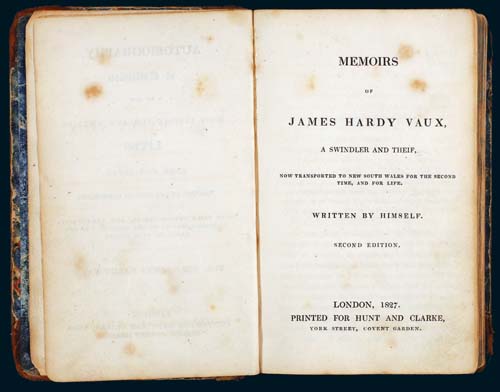 MEMOIRS
OF
JAMES HARDY VAUX,
A SWINDLER AND THEIF,
NOW TRANSPORTED TO NEW SOUTH WALES FOR THE SECOND
TIME, AND FOR LIFE.
WRITTEN BY HIMSELF.
SECOND EDITION.
LONDON, 1827.
PRINTED FOR HUNT AND CLARKE,
YORK STREET, COVENT GARDEN.